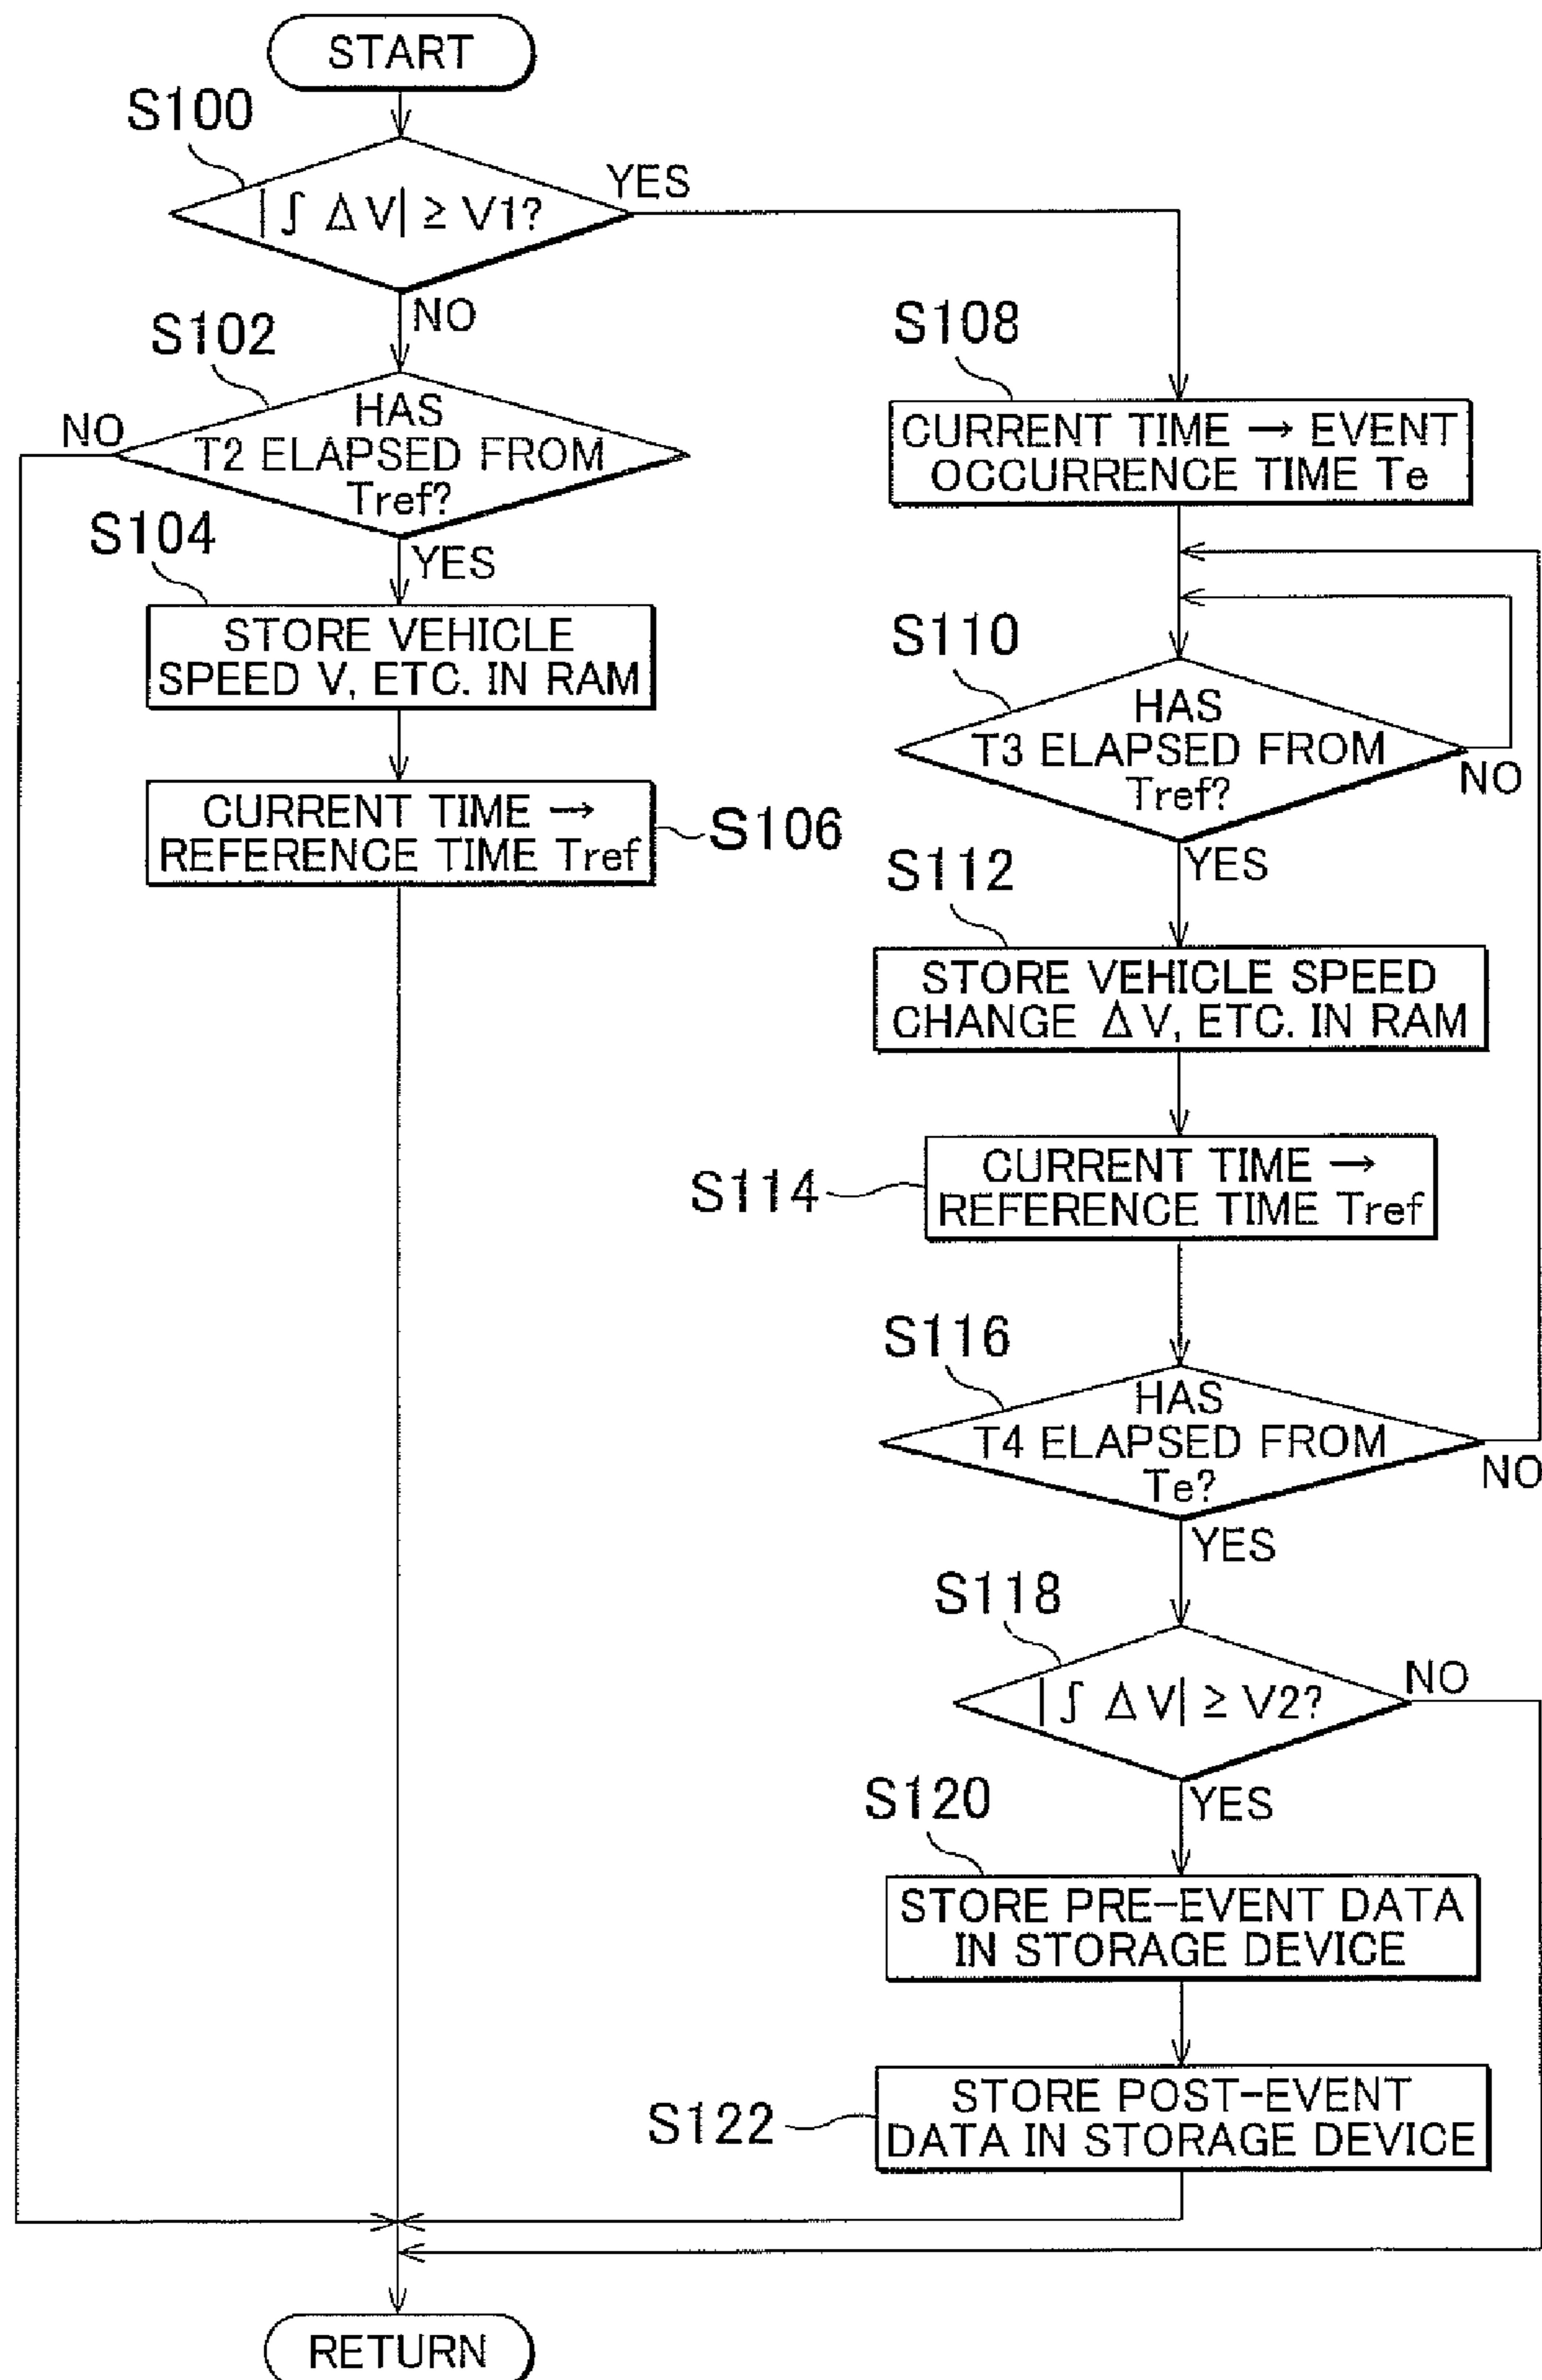 START
S100
|∫ ΔV| ≥ V1?
YES
NO
S102
HAS
T2 ELAPSED FROM
Tref?
NO
YES
S104
STORE VEHICLE
SPEED V, ETC. IN RAM
CURRENT TIME →
REFERENCE TIME Tref
S106
S108
CURRENT TIME → EVENT
OCCURRENCE TIME Te
S110
HAS
T3 ELAPSED FROM
Tref?
NO
YES
S112
STORE VEHICLE SPEED
CHANGE ΔV, ETC. IN RAM
S114
CURRENT TIME →
REFERENCE TIME Tref
S116
HAS
T4 ELAPSED FROM
Te?
NO
YES
S118
|∫ ΔV| ≥ V2?
NO
YES
S120
STORE PRE-EVENT DATA
IN STORAGE DEVICE
S122
STORE POST-EVENT
DATA IN STORAGE DEVICE
RETURN